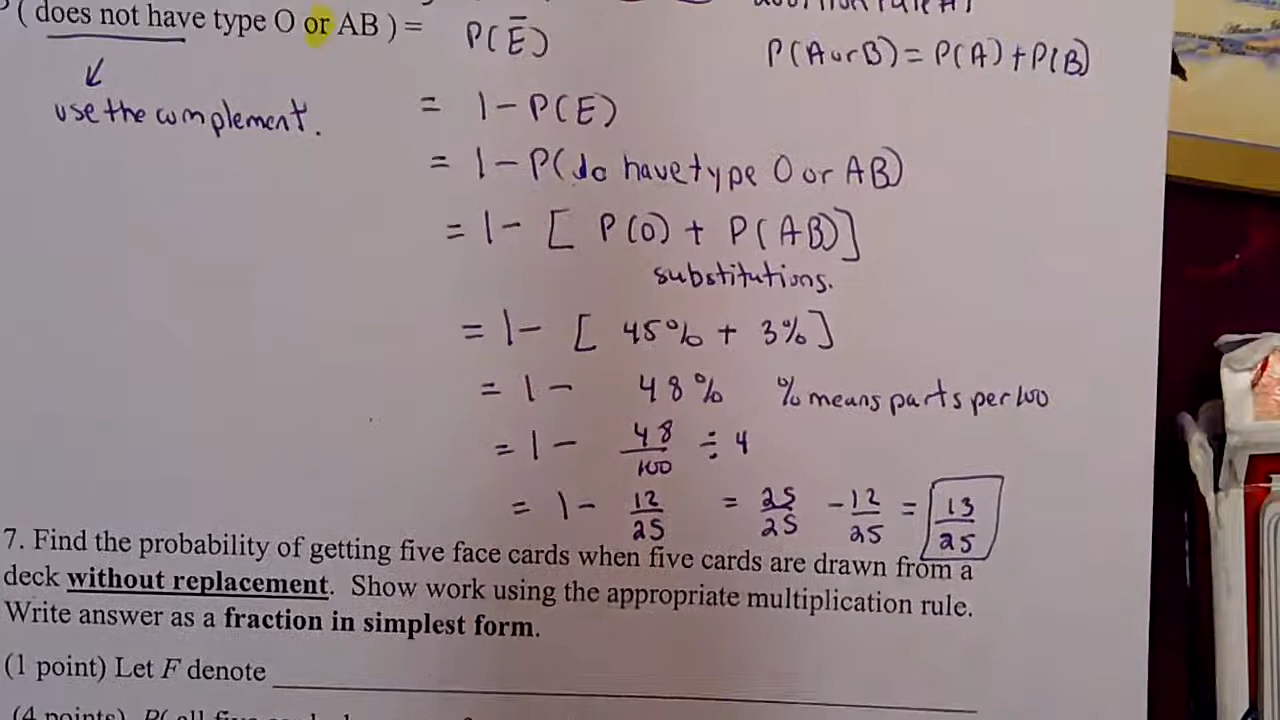 ( does not have type O or AB ) = P(E̅)
P(A or B) = P(A) + P(B)
use the complement.
= 1 - P(E)
= 1 - P(do have type O or AB)
= 1 - [ P(O) + P(AB)]
substitutions.
= 1 - [ 45% + 3% ]
= 1 - 48% % means parts per 100
= 1 - 48/100 ÷ 4
= 1 - 12/25 = 25/25 - 12/25 = 13/25
7. Find the probability of getting five face cards when five cards are drawn from a
deck without replacement. Show work using the appropriate multiplication rule.
Write answer as a fraction in simplest form.
(1 point) Let F denote
(4 points) P( all five